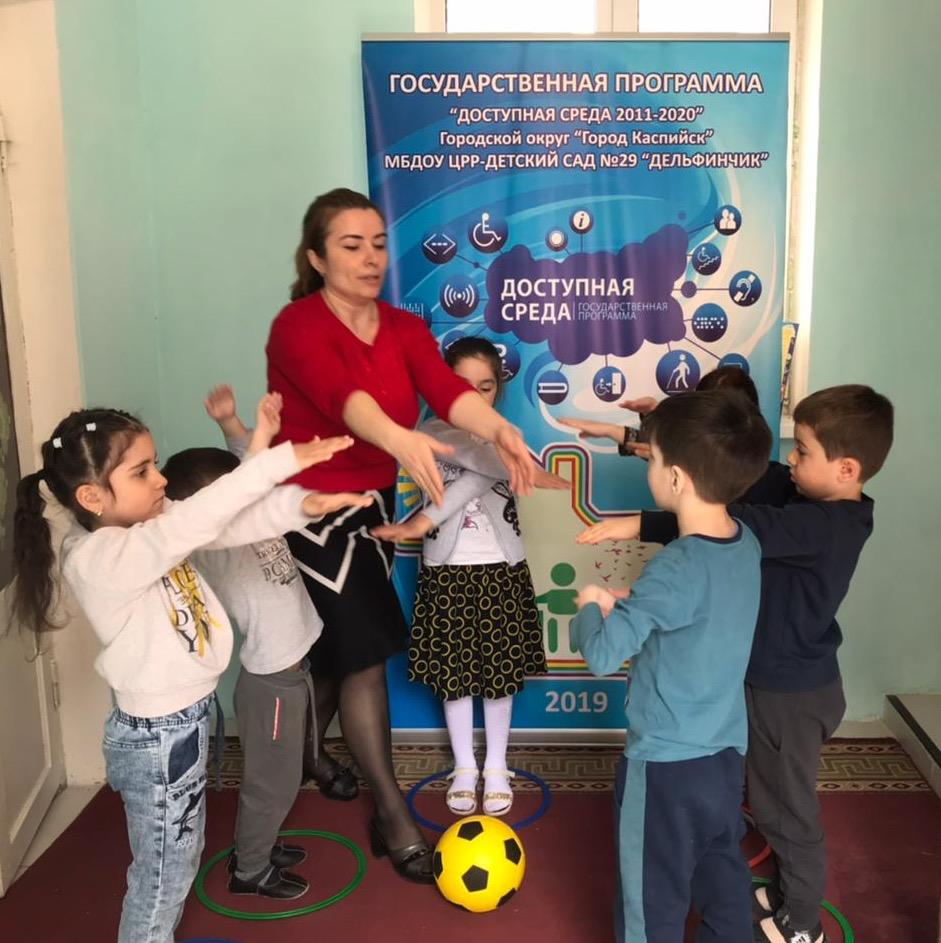 ГОСУДАРСТВЕННАЯ ПРОГРАММА
"ДОСТУПНАЯ СРЕДА 2011-2020"
Городской округ "Город Каспийск"
МБДОУ ЦРР-ДЕТСКИЙ САД №29 "ДЕЛЬФИНЧИК"
ДОСТУПНАЯ
СРЕДА
ГОСУДАРСТВЕННАЯ
ПРОГРАММА
2019